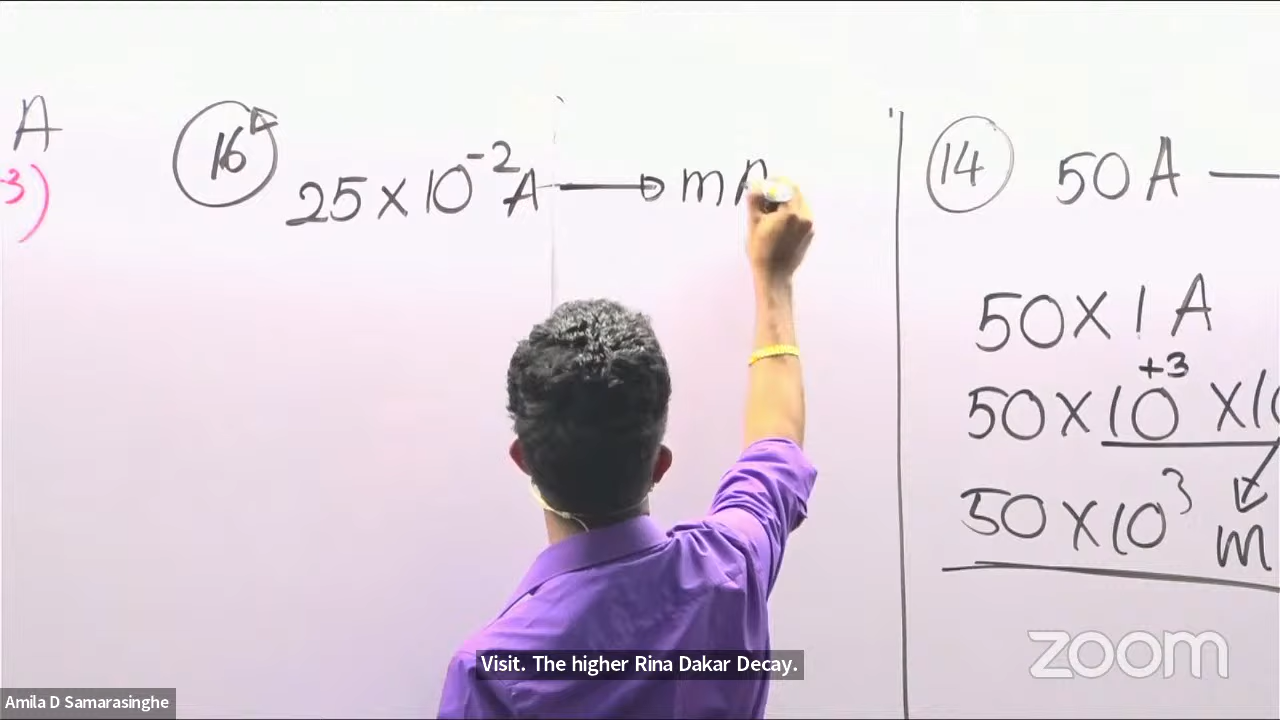 A
-3)
16
25 × 10⁻² A → mA
14
50 A —
50 × 1 A
50 × 10⁺³ × 10
50 × 10³ m
zoom
Visit. The higher Rina Dakar Decay.
Amila D Samarasinghe